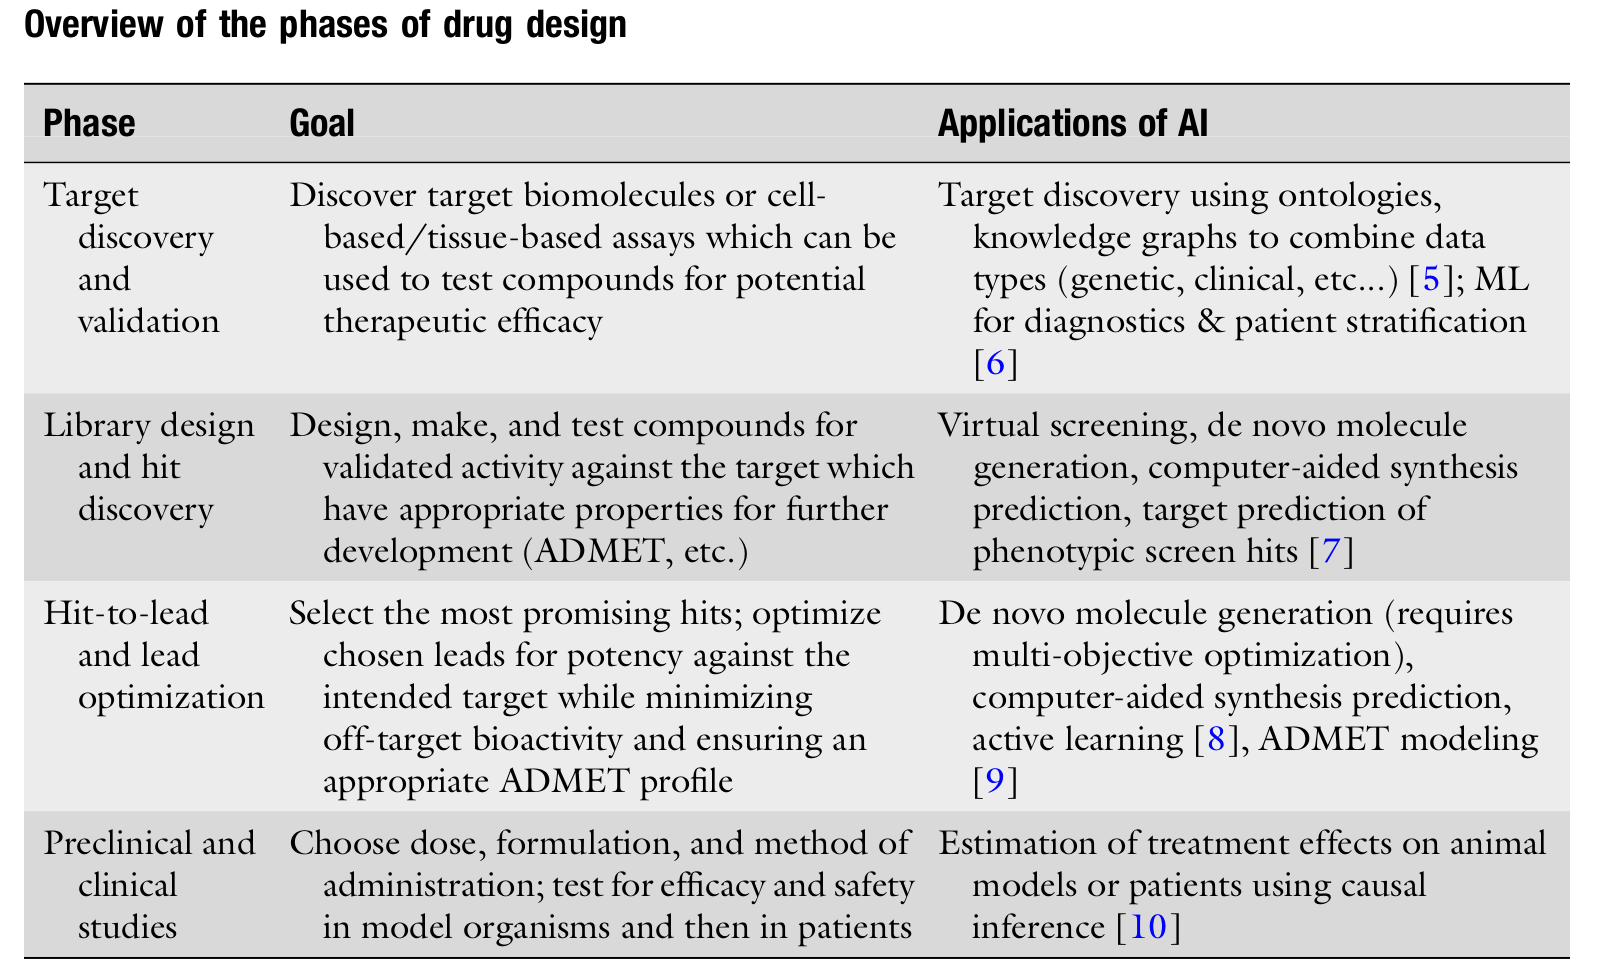 Overview of the phases of drug design
Phase Goal Applications of AI
Target
discovery
and
validation
Discover target biomolecules or cell-
based/tissue-based assays which can be
used to test compounds for potential
therapeutic efficacy
Target discovery using ontologies,
knowledge graphs to combine data
types (genetic, clinical, etc...) [5]; ML
for diagnostics & patient stratification
[6]
Library design
and hit
discovery
Design, make, and test compounds for
validated activity against the target which
have appropriate properties for further
development (ADMET, etc.)
Virtual screening, de novo molecule
generation, computer-aided synthesis
prediction, target prediction of
phenotypic screen hits [7]
Hit-to-lead
and lead
optimization
Select the most promising hits; optimize
chosen leads for potency against the
intended target while minimizing
off-target bioactivity and ensuring an
appropriate ADMET profile
De novo molecule generation (requires
multi-objective optimization),
computer-aided synthesis prediction,
active learning [8], ADMET modeling
[9]
Preclinical and
clinical
studies
Choose dose, formulation, and method of
administration; test for efficacy and safety
in model organisms and then in patients
Estimation of treatment effects on animal
models or patients using causal
inference [10]